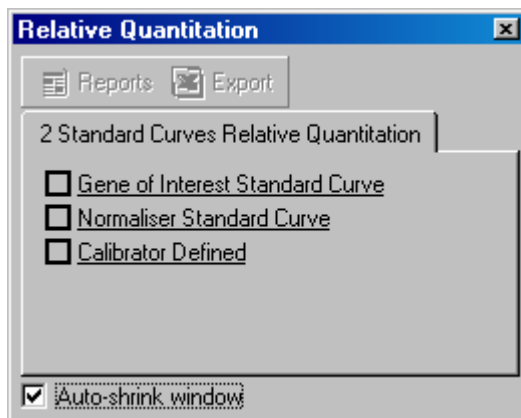 Relative Quantitation
Reports Export
2 Standard Curves Relative Quantitation
Gene of Interest Standard Curve
Normaliser Standard Curve
Calibrator Defined
Auto-shrink window